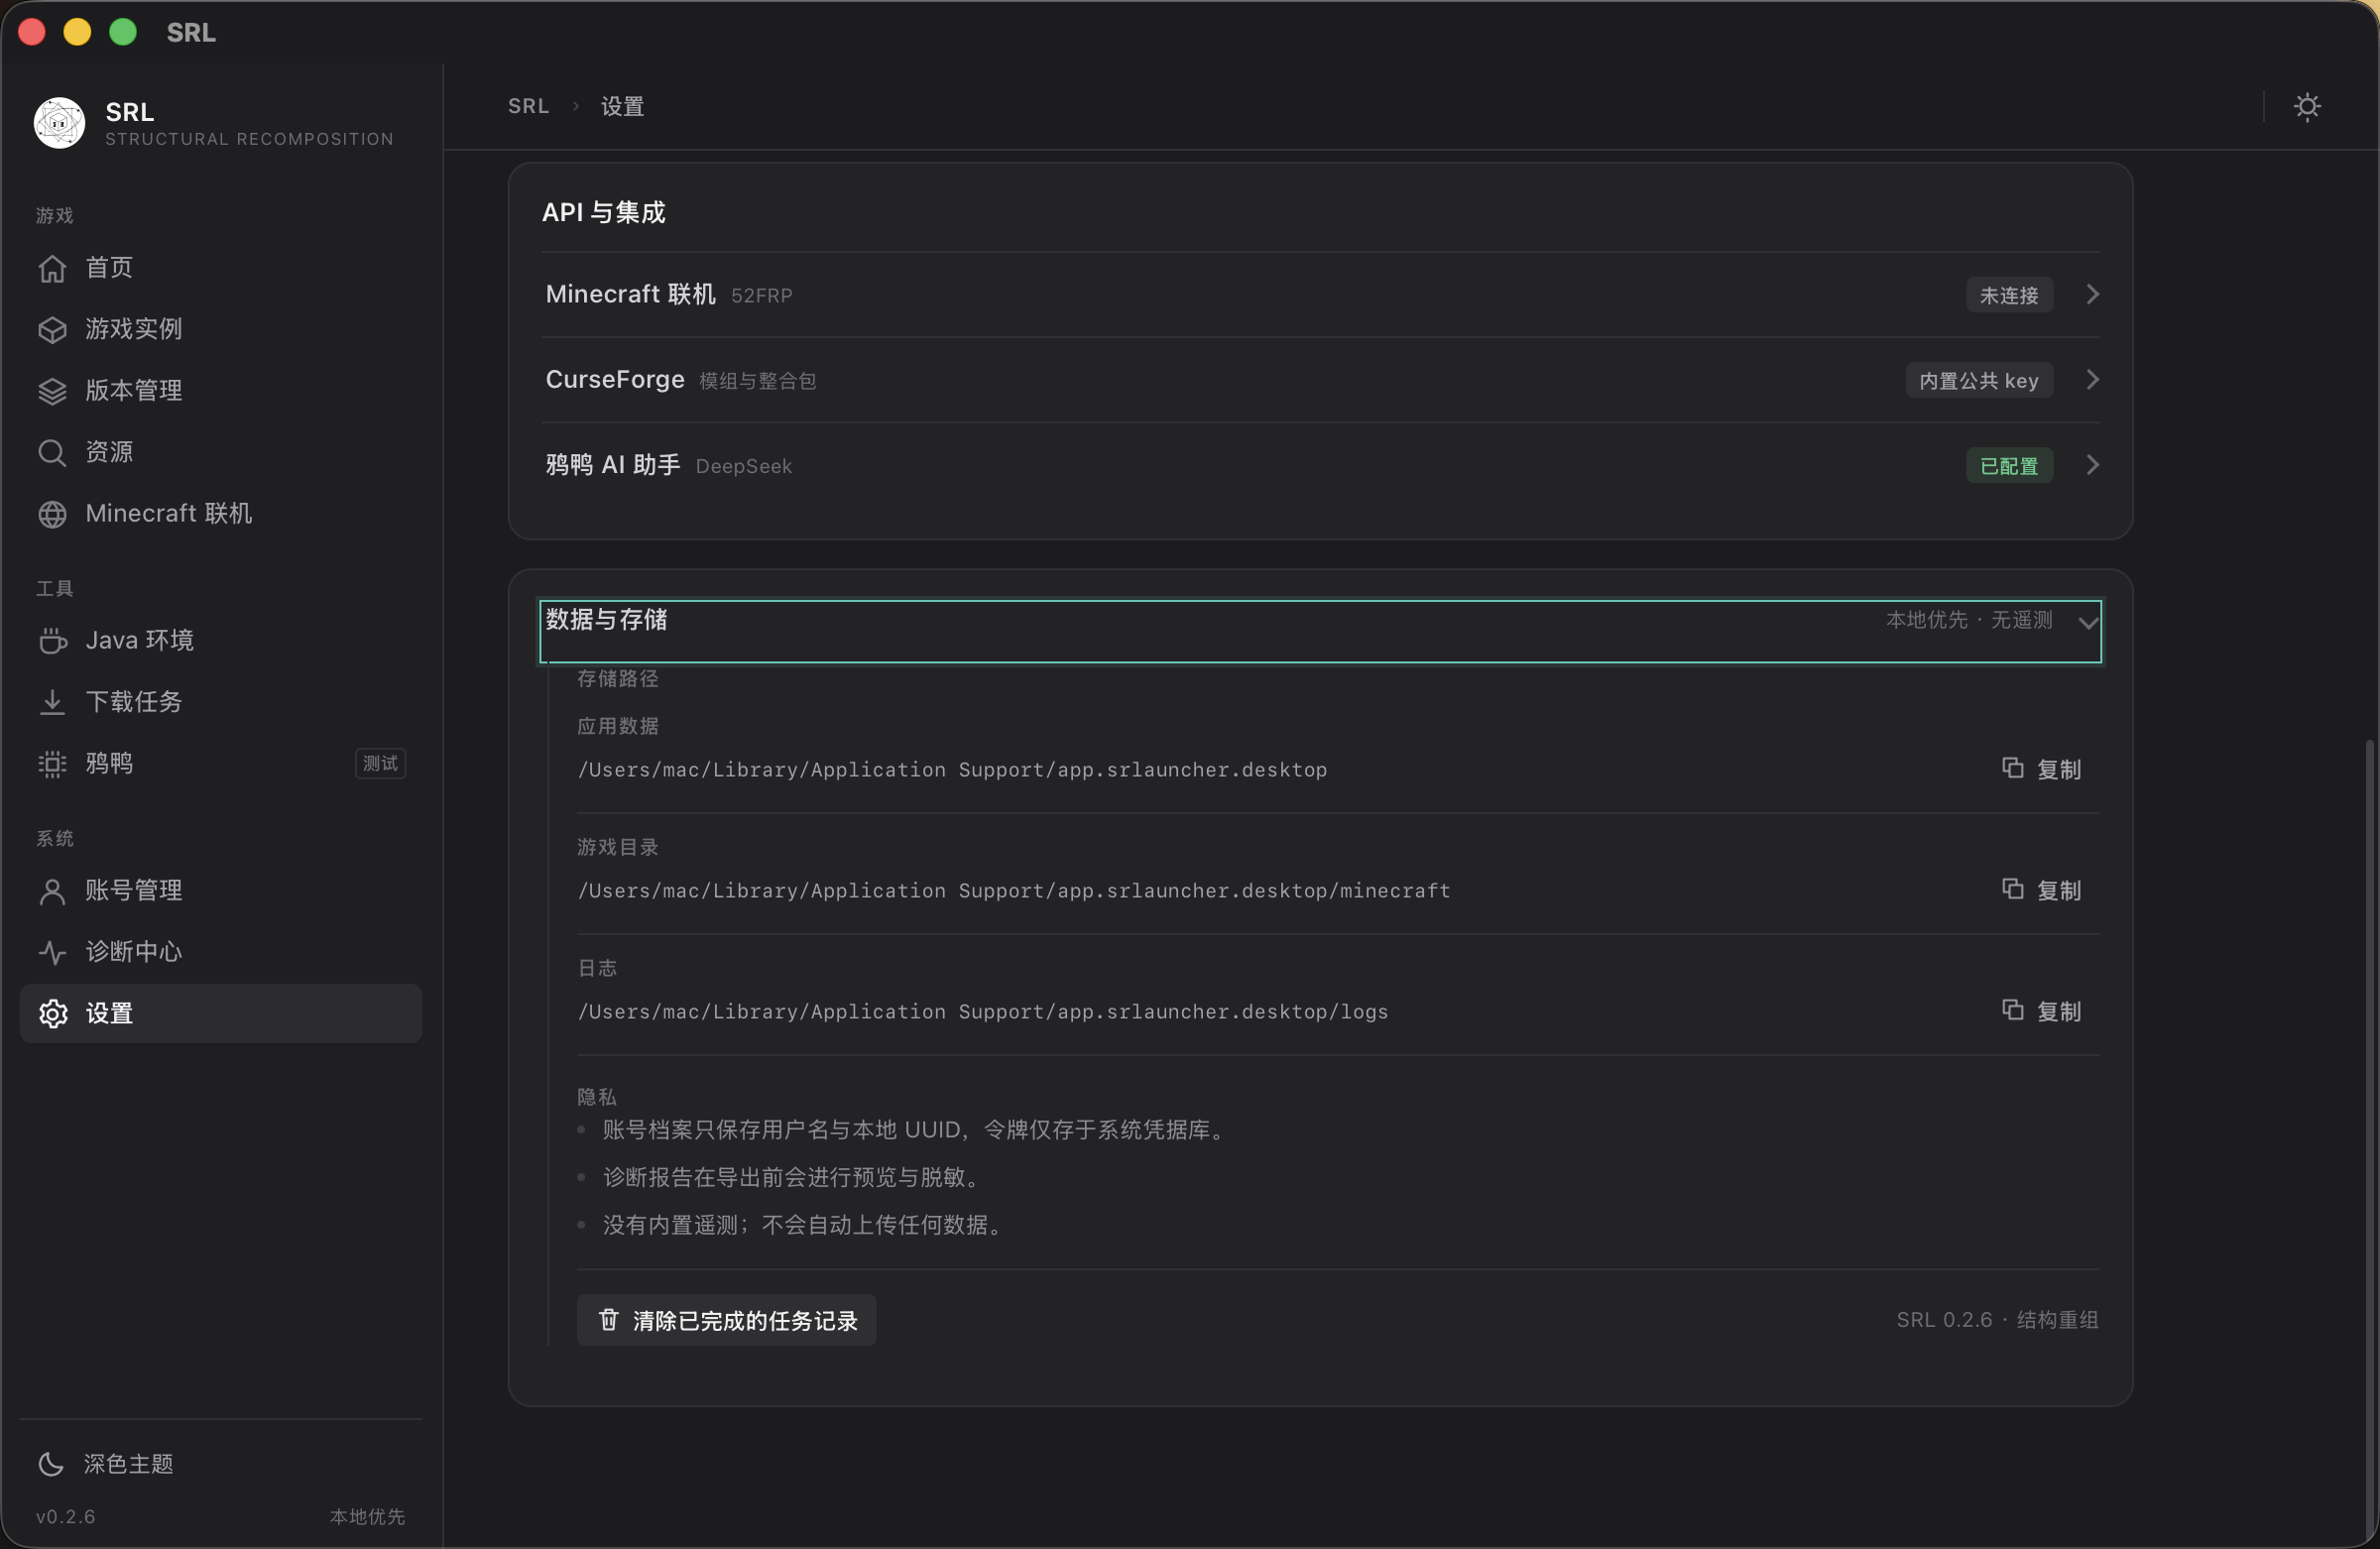 SRL
SRL
STRUCTURAL RECOMPOSITION
游戏
首页
游戏实例
版本管理
资源
Minecraft 联机
工具
Java 环境
下载任务
鸦鸭 测试
系统
账号管理
诊断中心
设置
深色主题
v0.2.6 本地优先
SRL › 设置
API 与集成
Minecraft 联机 52FRP 未连接
CurseForge 模组与整合包 内置公共 key
鸦鸭 AI 助手 DeepSeek 已配置
数据与存储 本地优先 · 无遥测
存储路径
应用数据
/Users/mac/Library/Application Support/app.srlauncher.desktop 复制
游戏目录
/Users/mac/Library/Application Support/app.srlauncher.desktop/minecraft 复制
日志
/Users/mac/Library/Application Support/app.srlauncher.desktop/logs 复制
隐私
账号档案只保存用户名与本地 UUID，令牌仅存于系统凭据库。
诊断报告在导出前会进行预览与脱敏。
没有内置遥测；不会自动上传任何数据。
清除已完成的任务记录 SRL 0.2.6 · 结构重组